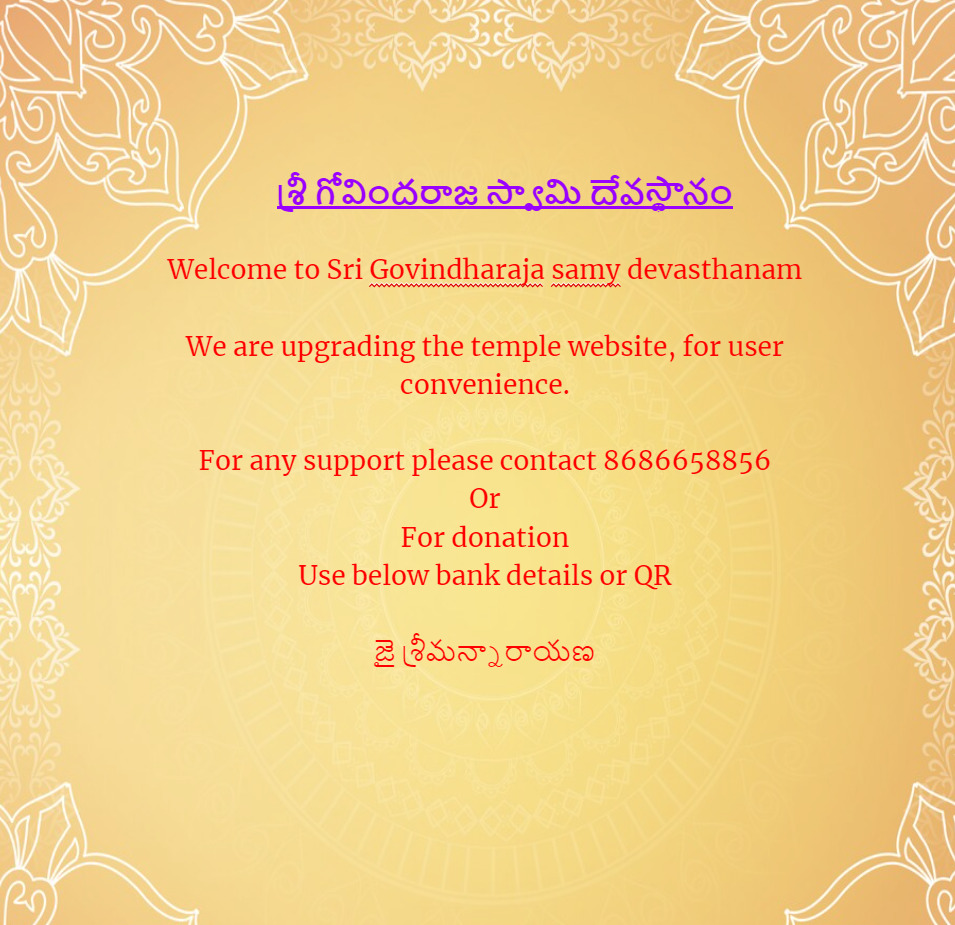 శ్రీ గోవిందరాజ స్వామి దేవస్థానం
Welcome to Sri Govindharaja samy devasthanam
We are upgrading the temple website, for user
convenience.
For any support please contact 8686658856
Or
For donation
Use below bank details or QR
జై శ్రీమన్నారాయణ